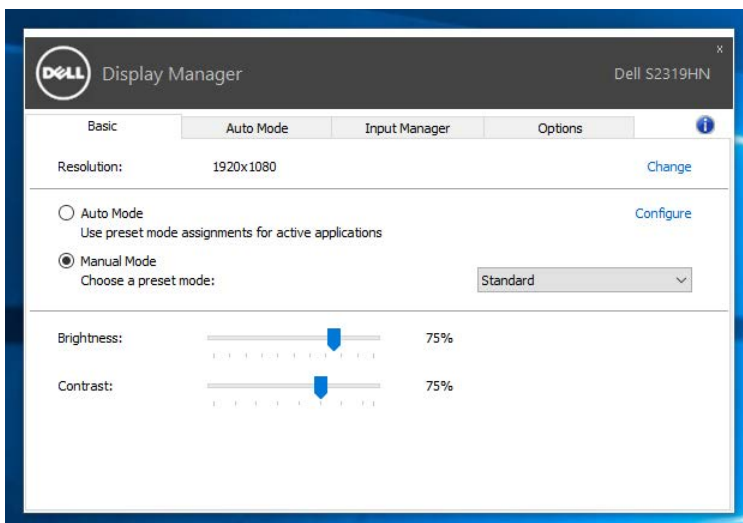 x
DELL Display Manager Dell S2319HN
Basic Auto Mode Input Manager Options i
Resolution: 1920x1080 Change
Auto Mode Configure
Use preset mode assignments for active applications
Manual Mode
Choose a preset mode: Standard
Brightness: 75%
Contrast: 75%